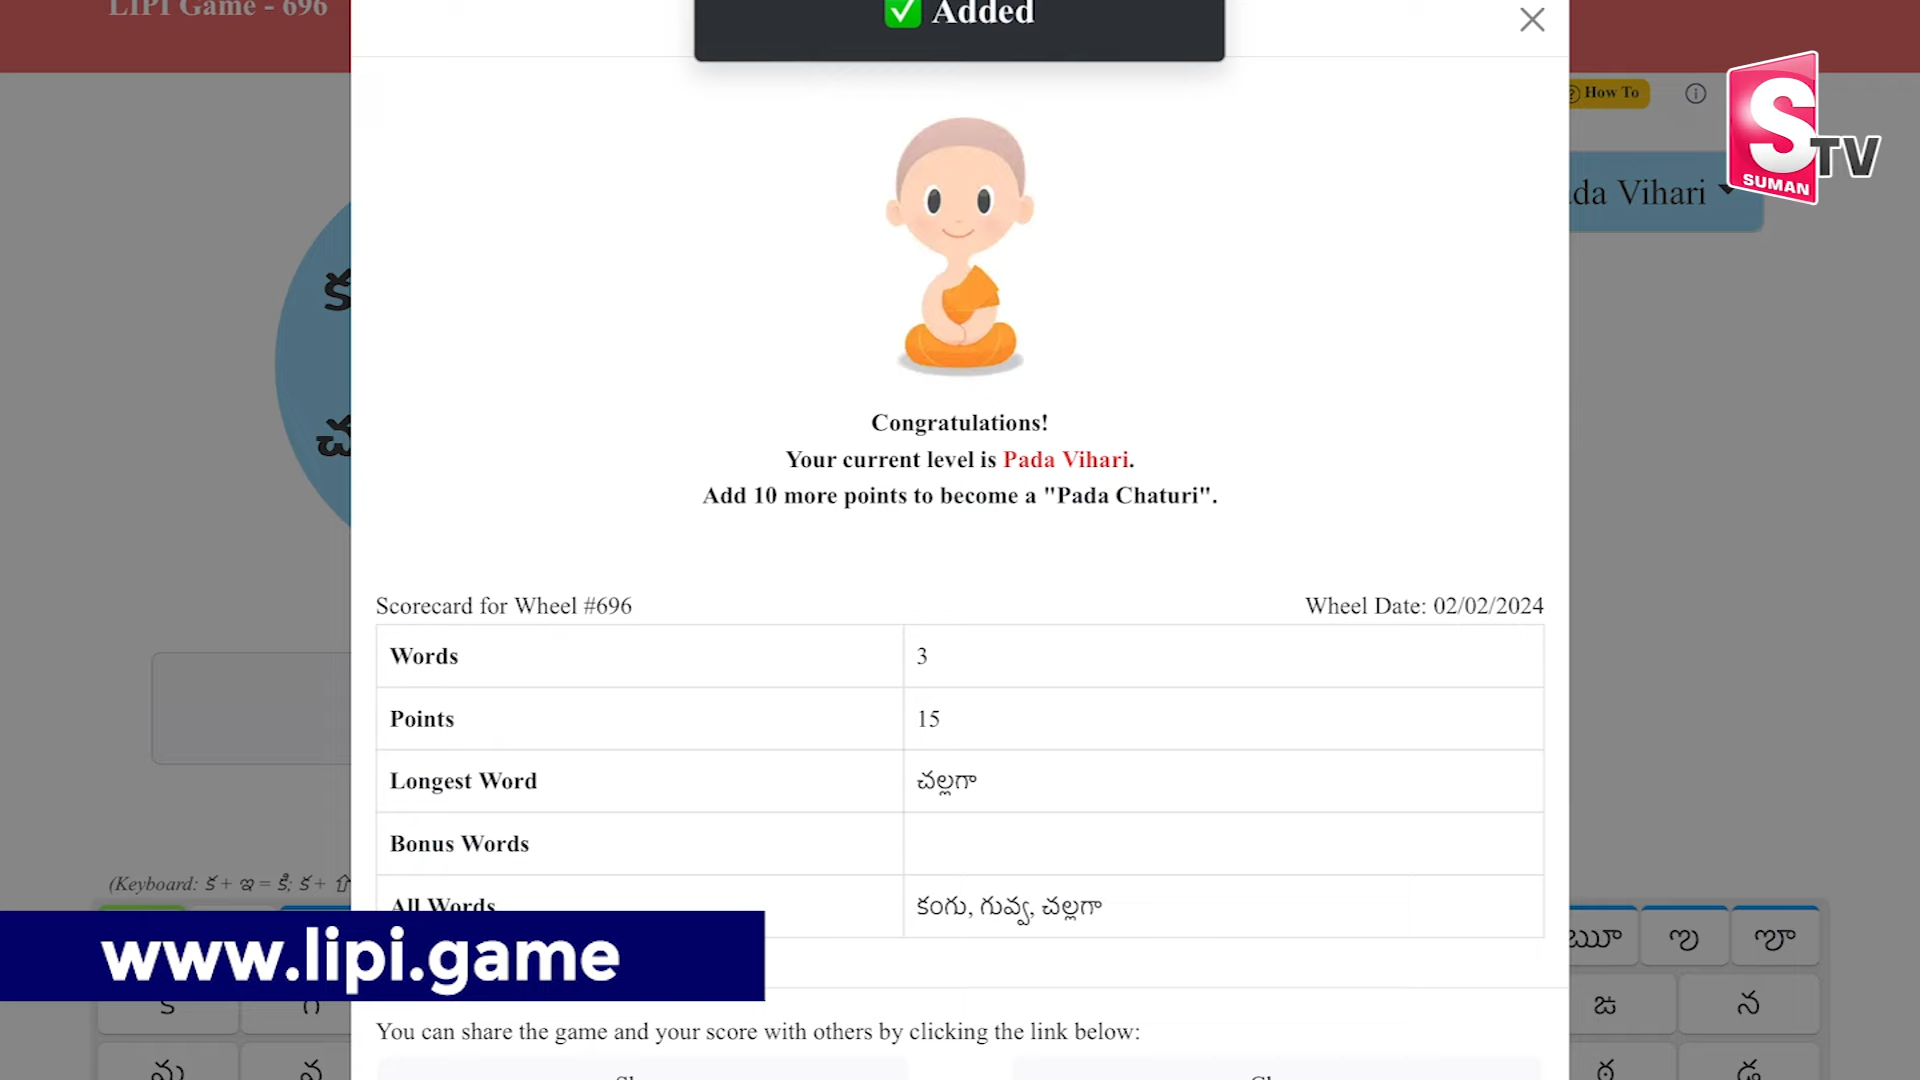 LIPI Game - 696
✅ Added
How To
S
TV
SUMAN
da Vihari
క
చ
Congratulations!
Your current level is Pada Vihari.
Add 10 more points to become a "Pada Chaturi".
Scorecard for Wheel #696
Wheel Date: 02/02/2024
Words 3
Points 15
Longest Word చల్లగా
Bonus Words
All Words కంగు, గువ్వ, చల్లగా
(Keyboard: క + ఇ = కి; క +
www.lipi.game
ౠ ఌ ౡ
క గ ఙ న
మ వ ఠ డ
You can share the game and your score with others by clicking the link below: